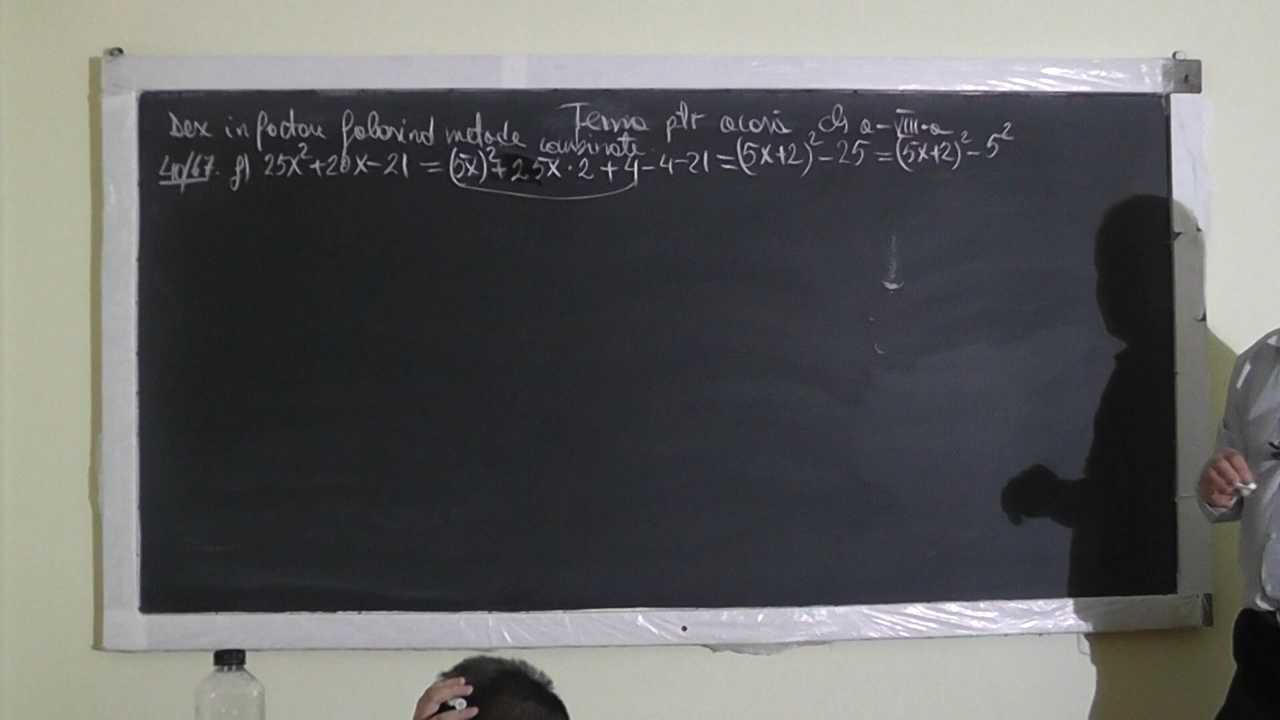 Desc in factori folosind metode combinate. Tema ptr acasă cls a-VIII-a
40/67. f) 25x²+20x-21 = (5x)²+2·5x·2+4-4-21 = (5x+2)²-25 = (5x+2)²-5²